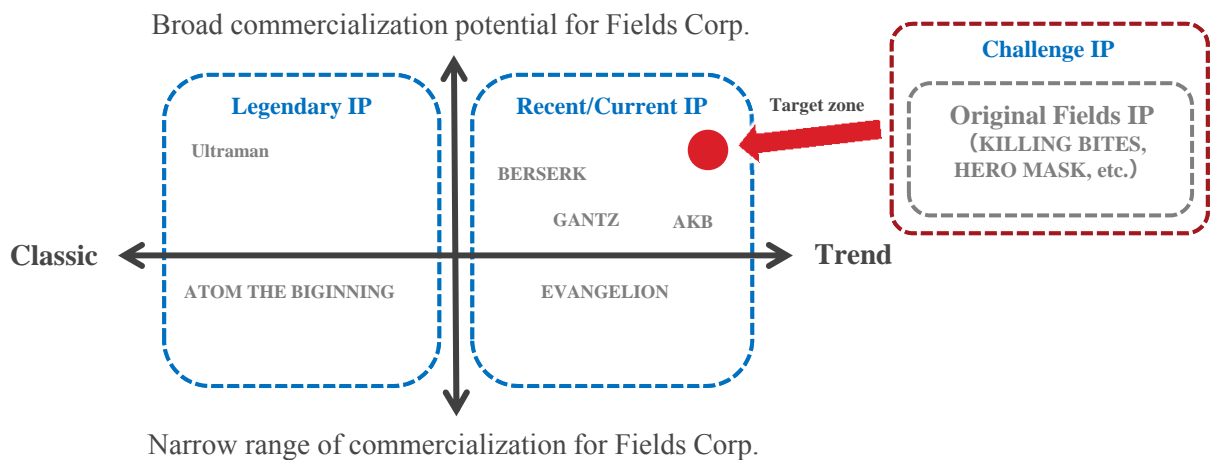 Broad commercialization potential for Fields Corp.
Challenge IP
Legendary IP
Recent/Current IP
Target zone
Original Fields IP
（KILLING BITES,
HERO MASK, etc.）
Ultraman
BERSERK
GANTZ
AKB
Classic
Trend
ATOM THE BIGINNING
EVANGELION
Narrow range of commercialization for Fields Corp.